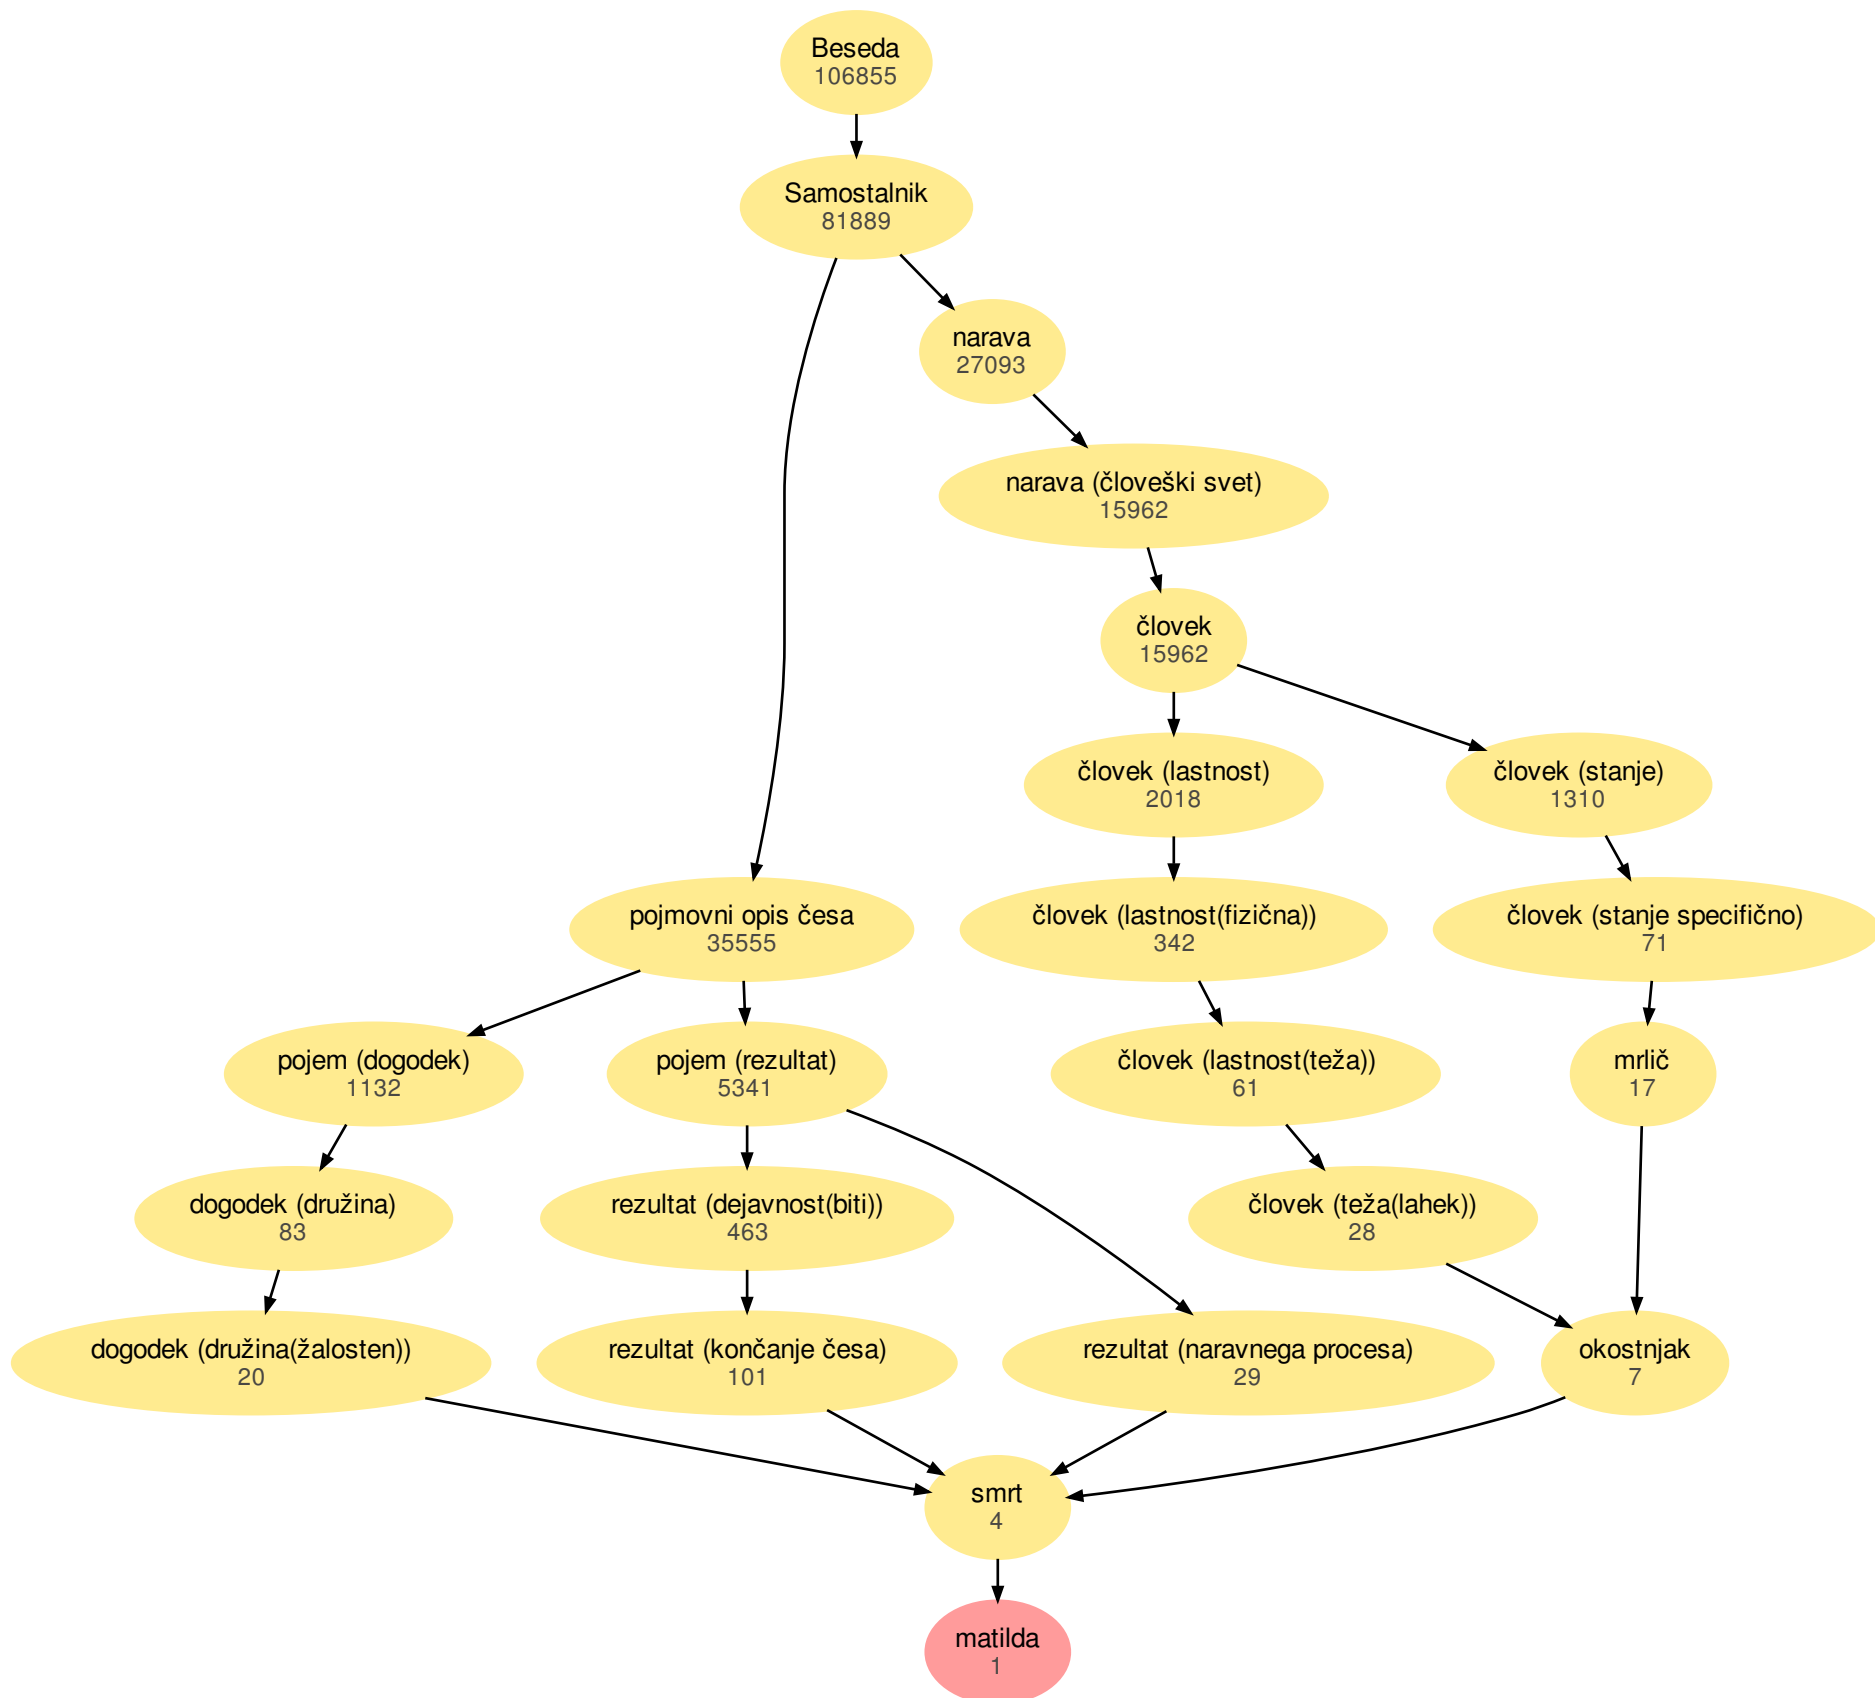 Beseda
106855
Samostalnik
81889
narava
27093
narava (človeški svet)
15962
človek
15962
človek (lastnost)
2018
človek (stanje)
1310
pojmovni opis česa
35555
človek (lastnost(fizična))
342
človek (stanje specifično)
71
pojem (dogodek)
1132
pojem (rezultat)
5341
človek (lastnost(teža))
61
mrlič
17
dogodek (družina)
83
rezultat (dejavnost(biti))
463
človek (teža(lahek))
28
dogodek (družina(žalosten))
20
rezultat (končanje česa)
101
rezultat (naravnega procesa)
29
okostnjak
7
smrt
4
matilda
1